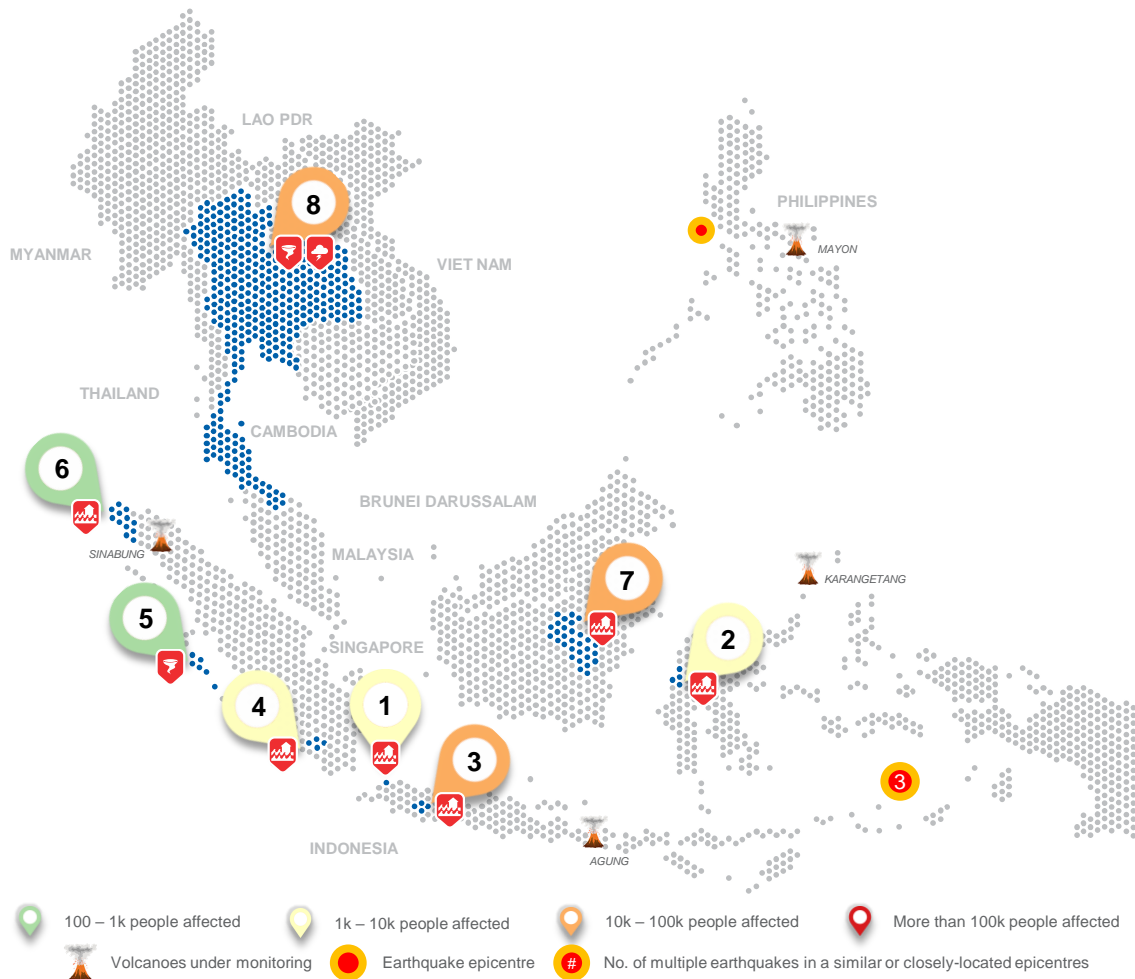 LAO PDR
8
PHILIPPINES
MYANMAR
MAYON
VIET NAM
THAILAND
CAMBODIA
6
BRUNEI DARUSSALAM
SINABUNG
MALAYSIA
7
KARANGETANG
5
2
SINGAPORE
4
1
3
3
INDONESIA
AGUNG
100 – 1k people affected
1k – 10k people affected
10k – 100k people affected
More than 100k people affected
Volcanoes under monitoring
Earthquake epicentre
# No. of multiple earthquakes in a similar or closely-located epicentres